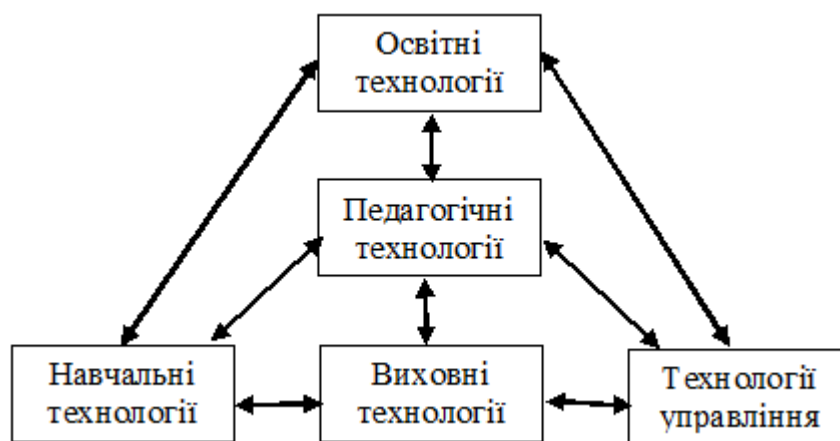 Освітні
технології
Педагогічні
технології
Навчальні
технології
Виховні
технології
Технології
управління